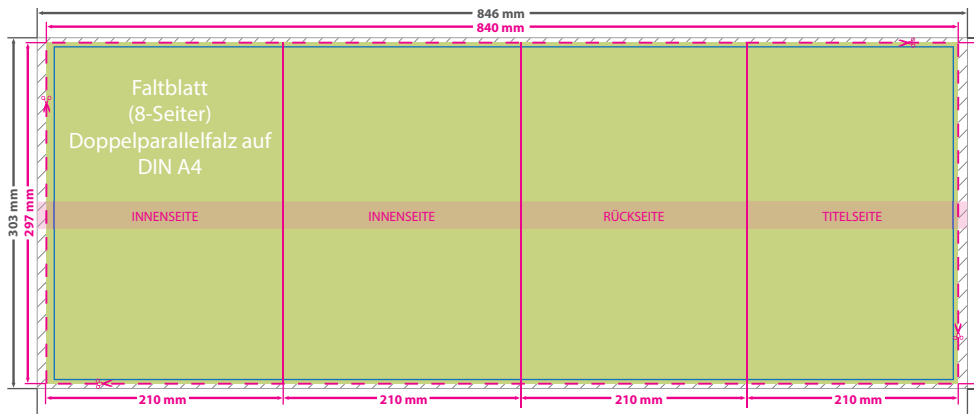 846 mm
840 mm
Faltblatt
(8-Seiter)
Doppelparallelfalz auf
DIN A4
303 mm
297 mm
INNENSEITE
INNENSEITE
RÜCKSEITE
TITELSEITE
210 mm
210 mm
210 mm
210 mm